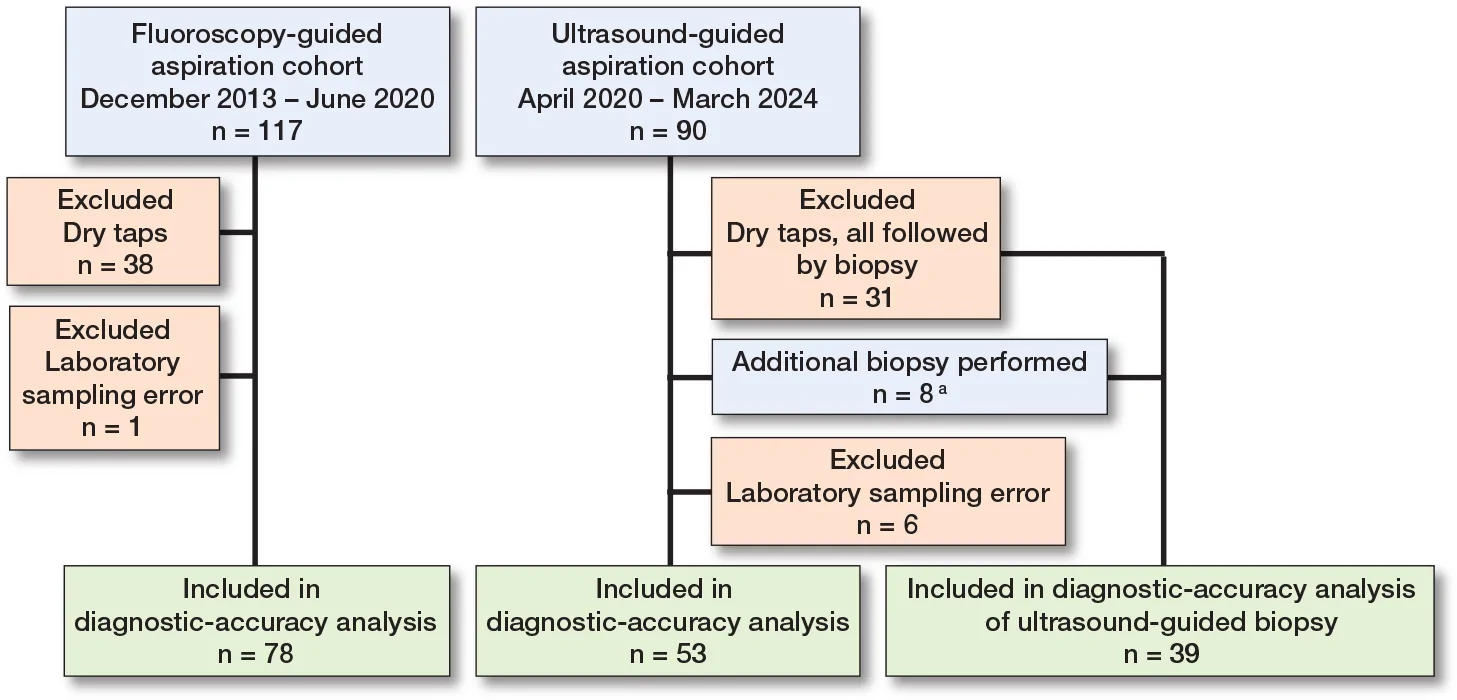 Fluoroscopy-guided
aspiration cohort
December 2013 – June 2020
n = 117
Ultrasound-guided
aspiration cohort
April 2020 – March 2024
n = 90
Excluded
Dry taps
n = 38
Excluded
Laboratory
sampling error
n = 1
Excluded
Dry taps, all followed
by biopsy
n = 31
Additional biopsy performed
n = 8 a
Excluded
Laboratory sampling error
n = 6
Included in
diagnostic-accuracy analysis
n = 78
Included in
diagnostic-accuracy analysis
n = 53
Included in diagnostic-accuracy analysis
of ultrasound-guided biopsy
n = 39